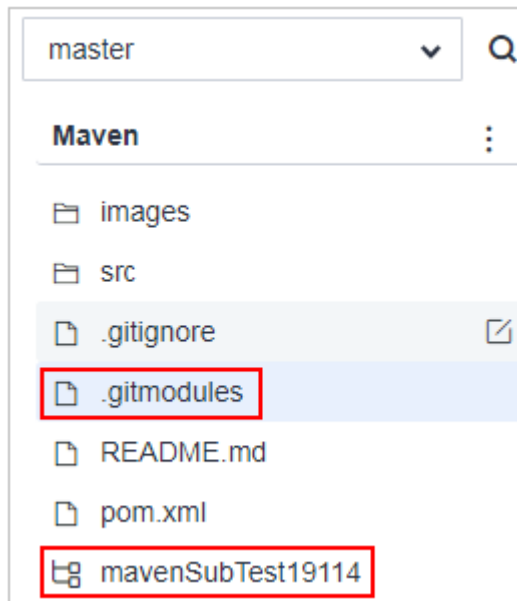 master
Maven
images
src
.gitignore
.gitmodules
README.md
pom.xml
mavenSubTest19114